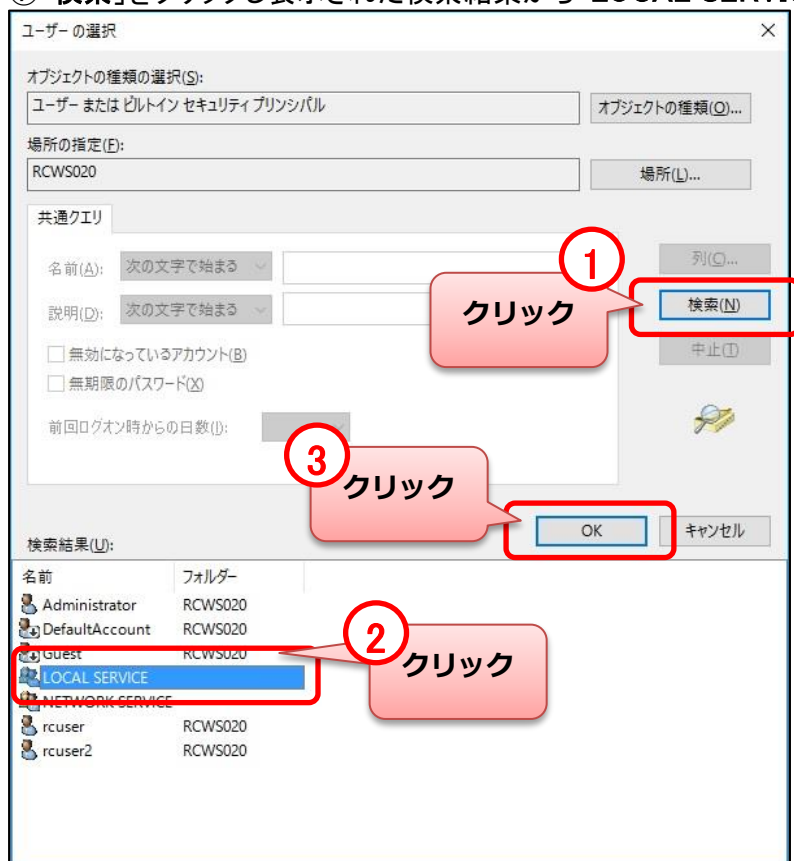 検索」をクリックし表示された検索結果から LOCAL SERVI
ユーザー の選択
オブジェクトの種類の選択(S):
ユーザー または ビルトイン セキュリティ プリンシパル
オブジェクトの種類(O)...
場所の指定(F):
RCWS020
場所(L)...
共通クエリ
名前(A): 次の文字で始まる
列(C)...
1
クリック
検索(N)
説明(D): 次の文字で始まる
中止(T)
無効になっているアカウント(B)
無期限のパスワード(X)
前回ログオン時からの日数(I):
3
クリック
OK
キャンセル
検索結果(U):
名前 フォルダー
Administrator RCWS020
DefaultAccount RCWS020
Guest RCWS020
2
クリック
LOCAL SERVICE
NETWORK SERVICE
rcuser RCWS020
rcuser2 RCWS020